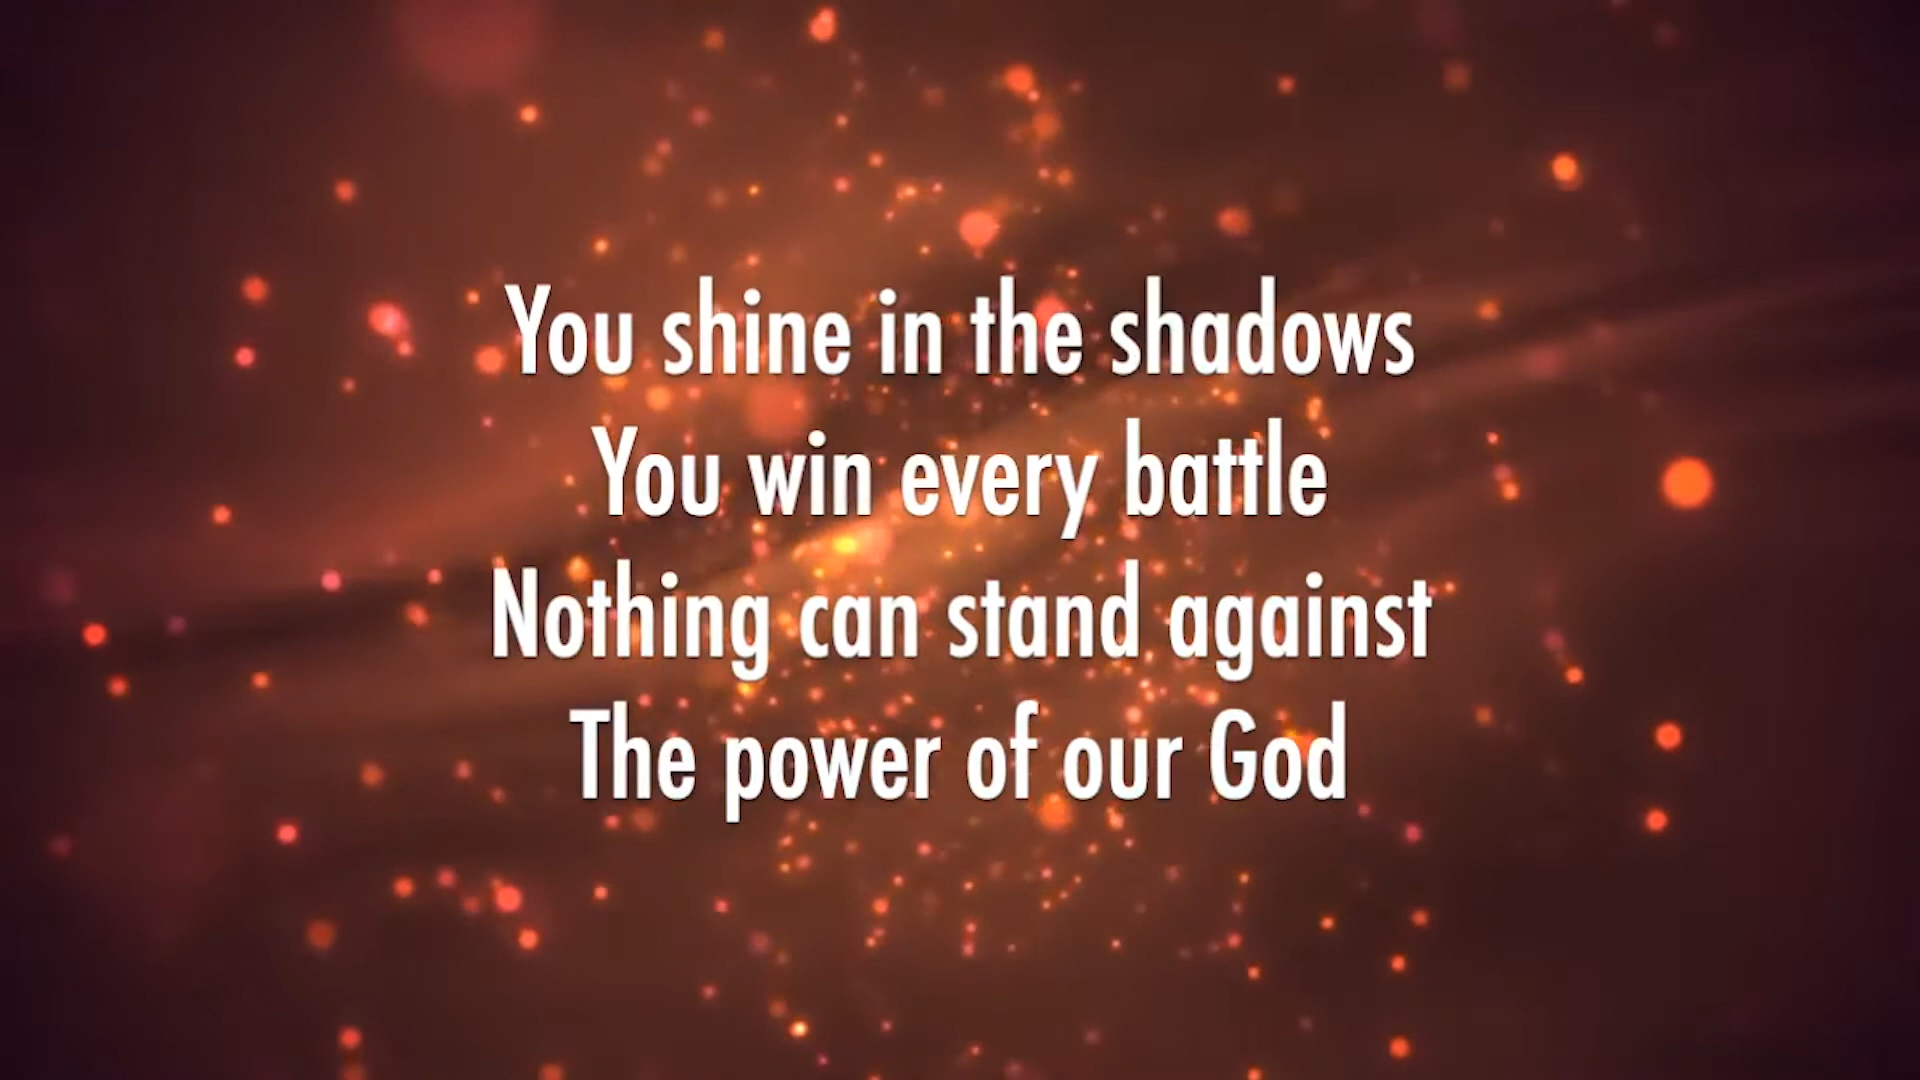 You shine in the shadows
You win every battle
Nothing can stand against
The power of our God